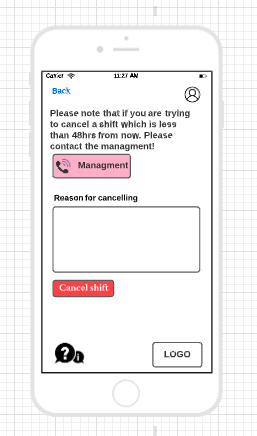 Carrier 11:27 AM
Back
Please note that if you are trying
to cancel a shift which is less
than 48hrs from now. Please
contact the managment!
Managment
Reason for cancelling
Cancel shift
? i
LOGO